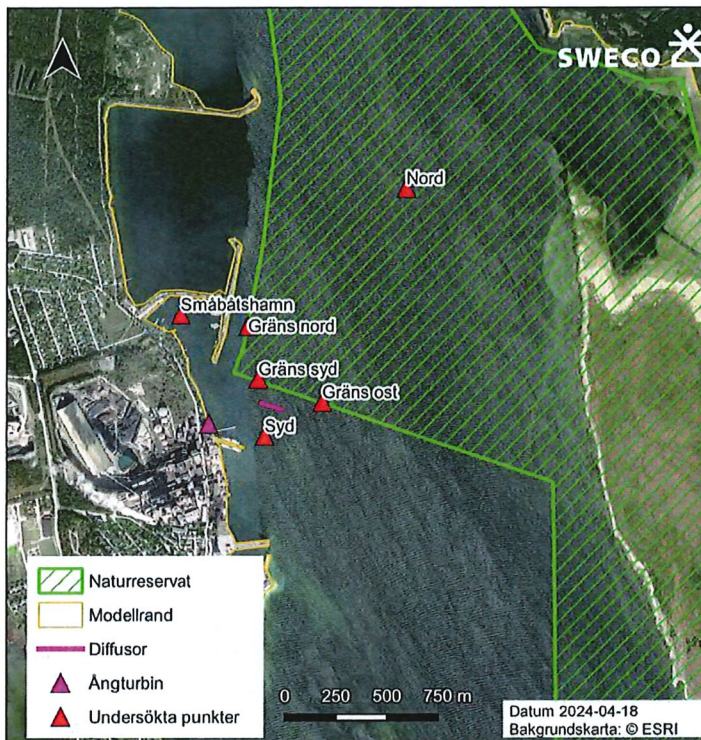 SWECO
Nord
Småbåtshamn
Gräns nord
Gräns syd
Gräns ost
Syd
Naturreservat
Modellrand
Diffusor
Ångturbin
Undersökta punkter
0 250 500 750 m
Datum 2024-04-18
Bakgrundskarta: © ESRI